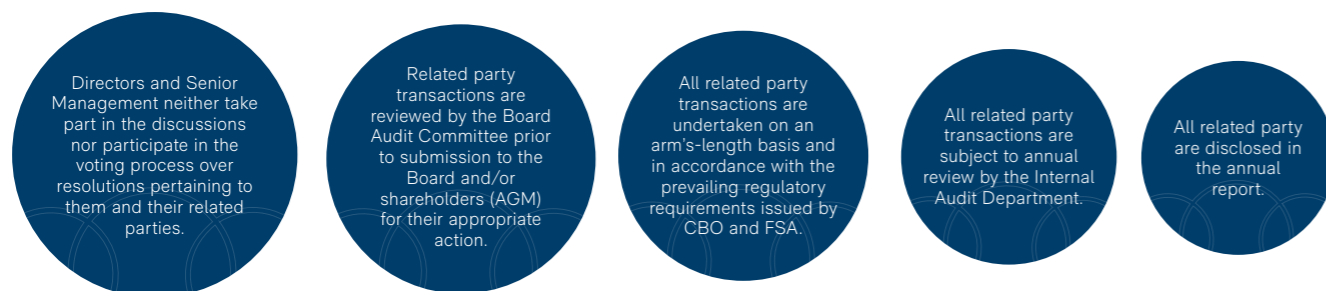 Directors and Senior
Management neither take
part in the discussions
nor participate in the
voting process over
resolutions pertaining to
them and their related
parties.
Related party
transactions are
reviewed by the Board
Audit Committee prior
to submission to the
Board and/or
shareholders (AGM)
for their appropriate
action.
All related party
transactions are
undertaken on an
arm's-length basis and
in accordance with the
prevailing regulatory
requirements issued by
CBO and FSA.
All related party
transactions are
subject to annual
review by the Internal
Audit Department.
All related party
are disclosed in
the annual
report.